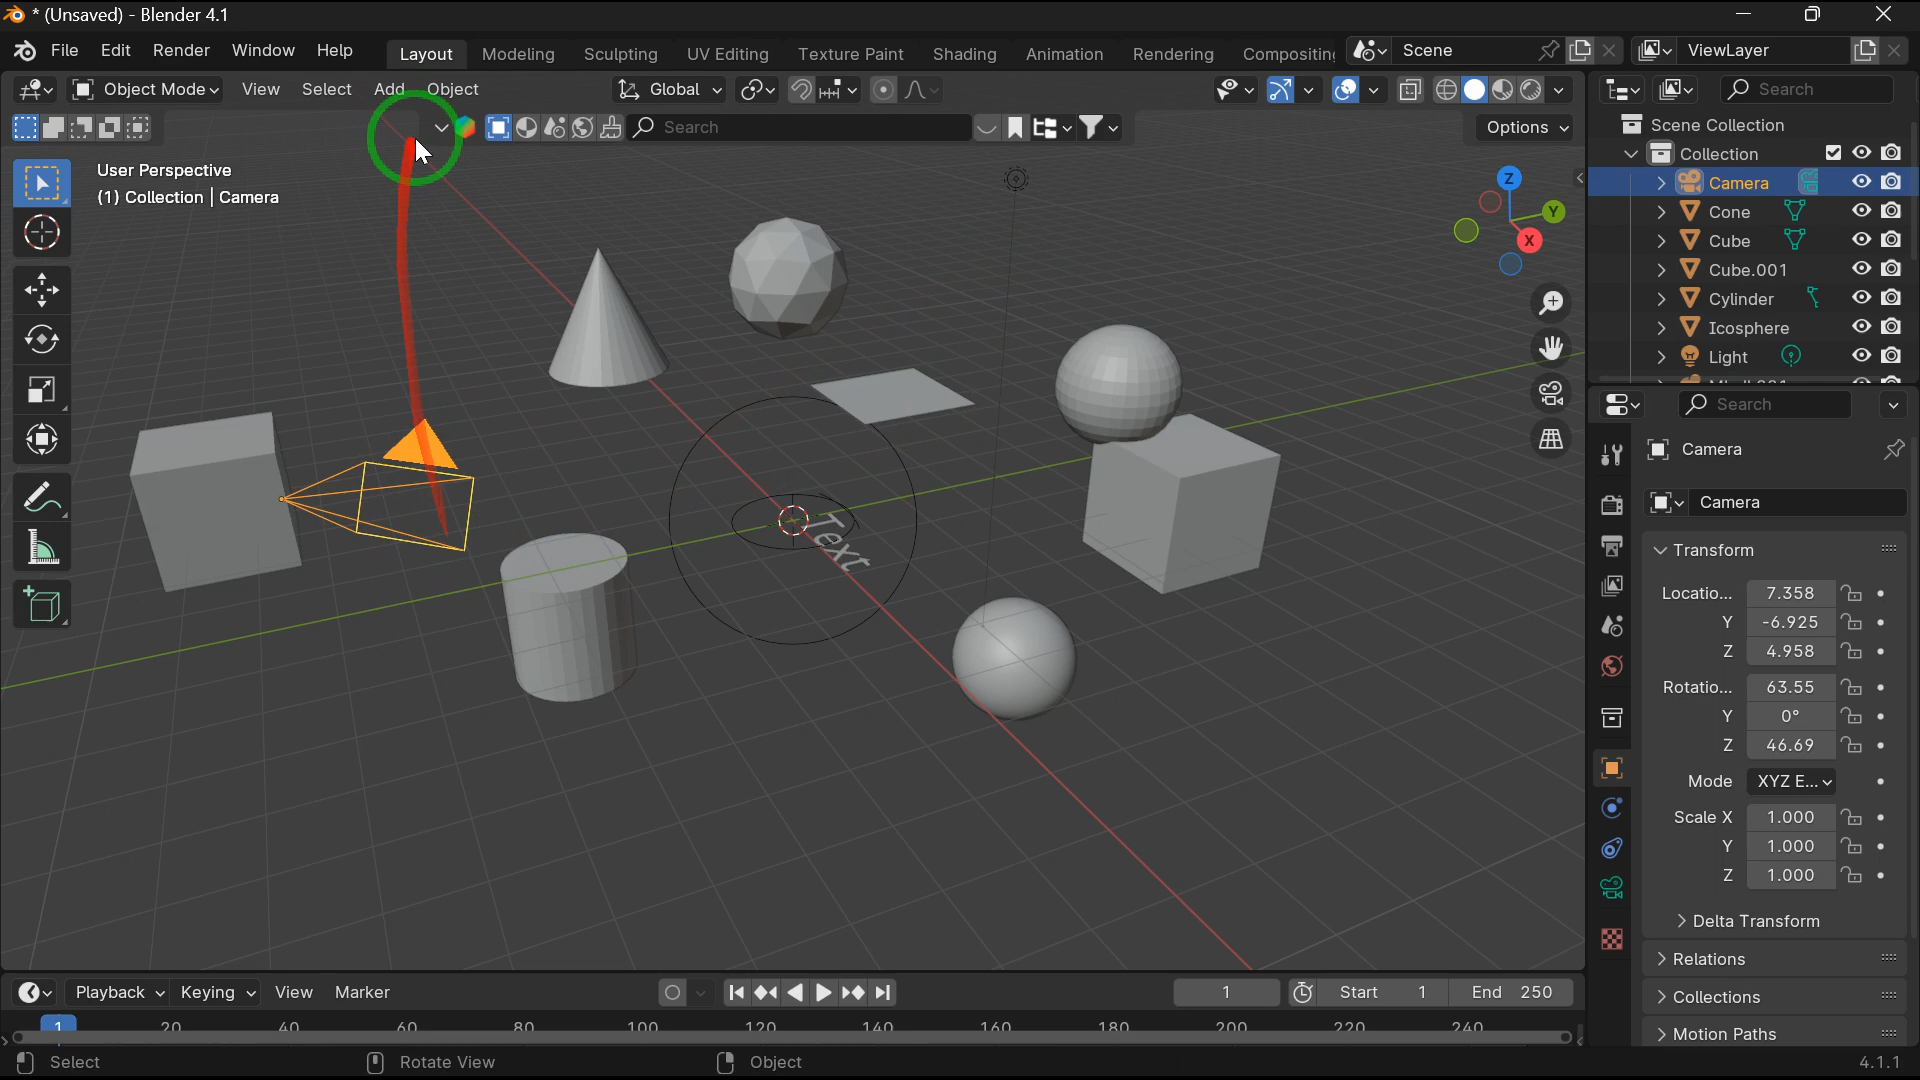 * (Unsaved) - Blender 4.1
File Edit Render Window Help Layout Modeling Sculpting UV Editing Texture Paint Shading Animation Rendering Compositing Scene ViewLayer
Object Mode View Select Add Object Global Search
Search Options
User Perspective
(1) Collection | Camera
Z
Y
X
Text
Scene Collection
Collection
Camera
Cone
Cube
Cube.001
Cylinder
Icosphere
Light
Search
Camera
Camera
Transform
Locatio... 7.358
Y -6.925
Z 4.958
Rotatio... 63.55
Y 0°
Z 46.69
Mode XYZ E...
Scale X 1.000
Y 1.000
Z 1.000
Delta Transform
Relations
Collections
Motion Paths
Playback Keying View Marker 1 Start 1 End 250
1 20 40 60 80 100 120 140 160 180 200 220 240
Select Rotate View Object 4.1.1